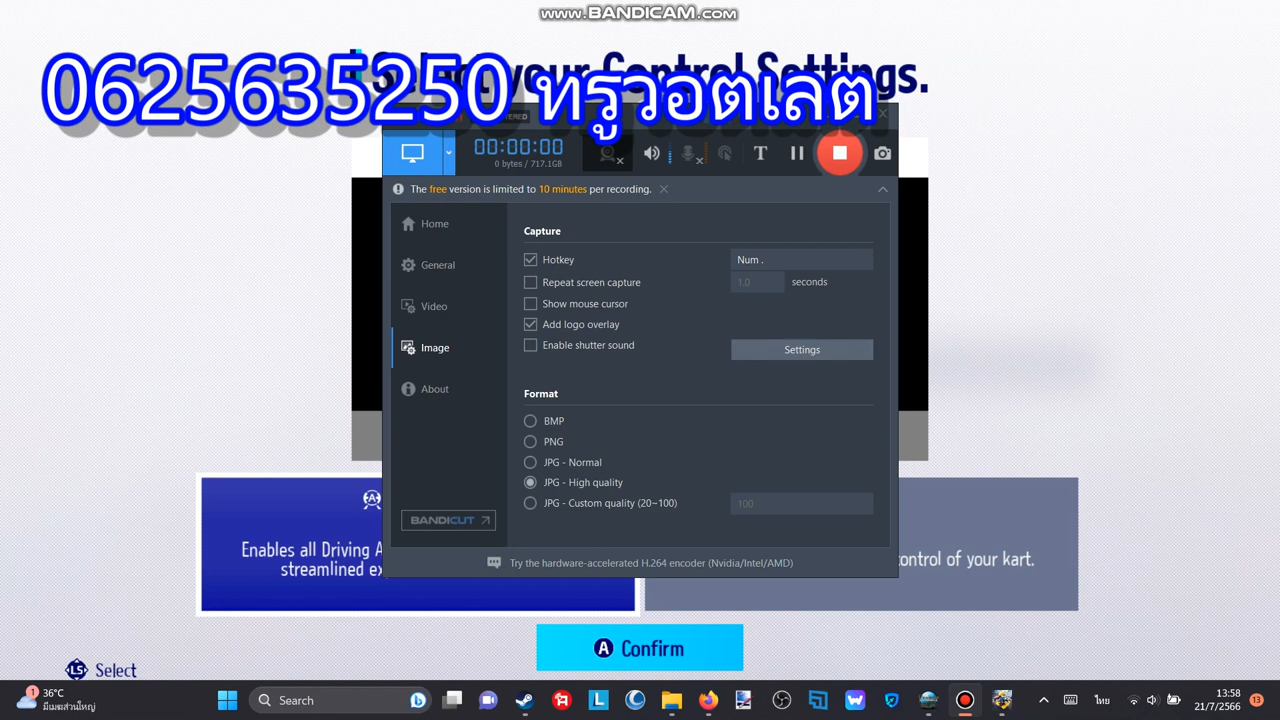 www.BANDICAM.com
Select your Control Settings.
0625635250 ทรูวอตเลต
00:00:00
0 bytes / 717.1GB
The free version is limited to 10 minutes per recording.
Home
General
Video
Image
About
BANDICUT
Capture
Hotkey
Num .
Repeat screen capture
1.0
seconds
Show mouse cursor
Add logo overlay
Enable shutter sound
Settings
Format
BMP
PNG
JPG - Normal
JPG - High quality
JPG - Custom quality (20~100)
100
Try the hardware-accelerated H.264 encoder (Nvidia/Intel/AMD)
Enables all Driving A
streamlined ex
control of your kart.
A Confirm
LS Select
1
36°C
มีเมฆส่วนใหญ่
Search
ไทย
13:58
21/7/2566
13